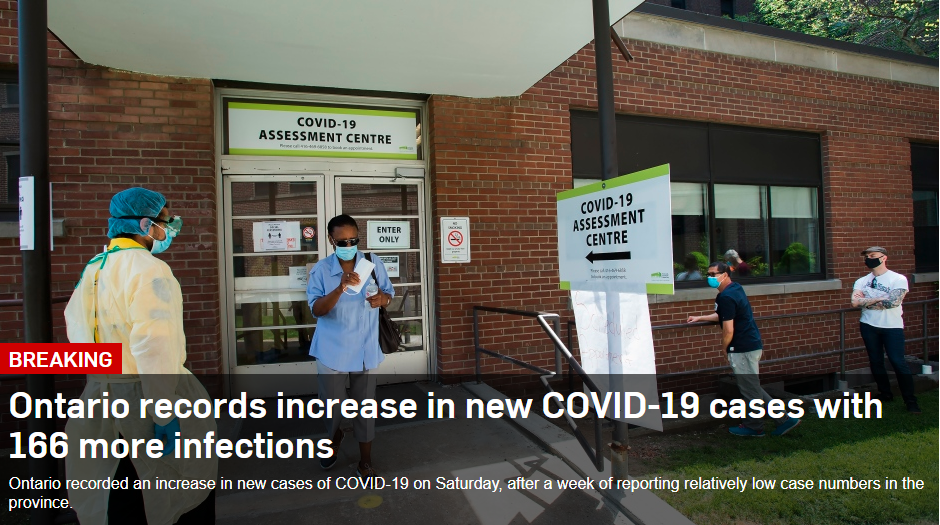 COVID-19
ASSESSMENT CENTRE
ENTER
ONLY
NO
SMOKING
COVID-19
ASSESSMENT
CENTRE
BREAKING
Ontario records increase in new COVID-19 cases with
166 more infections
Ontario recorded an increase in new cases of COVID-19 on Saturday, after a week of reporting relatively low case numbers in the
province.